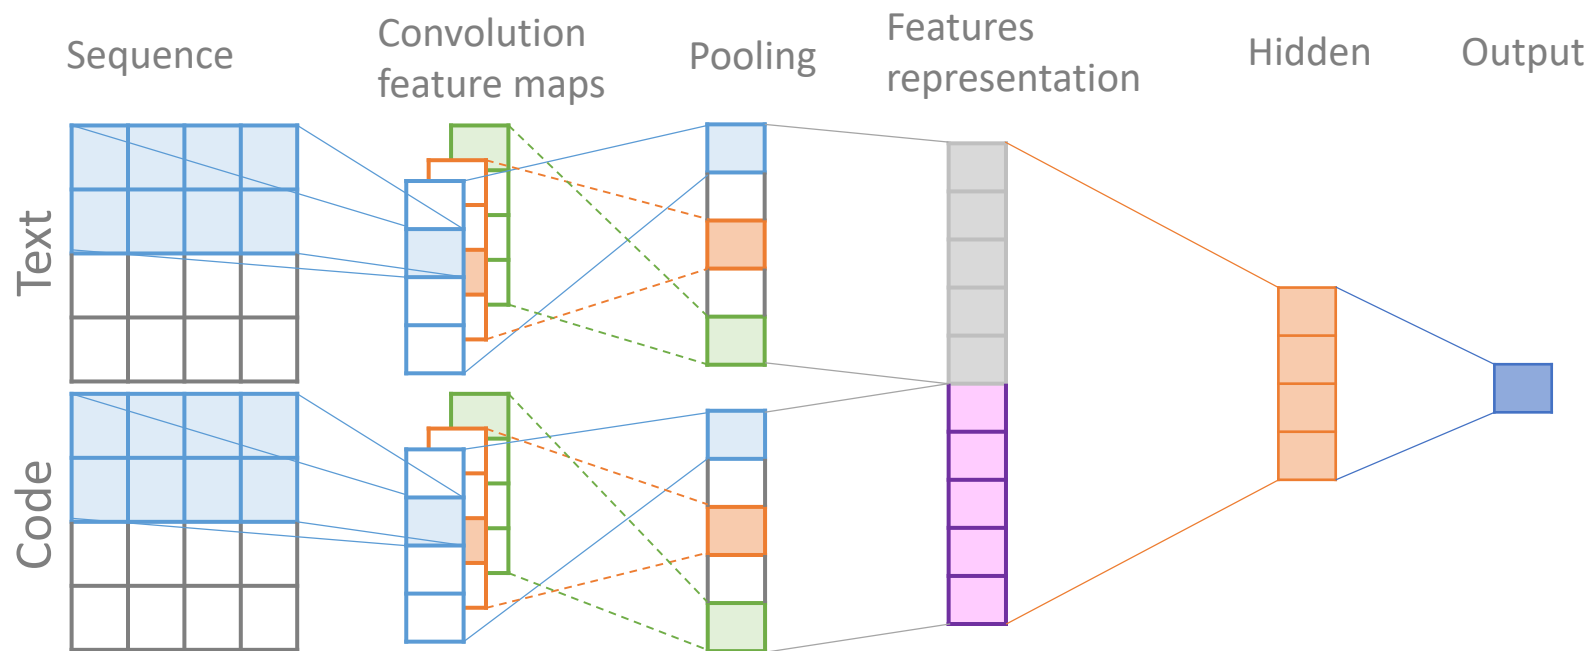 Sequence
Convolution
feature maps
Pooling
Features
representation
Hidden
Output
Text
Code